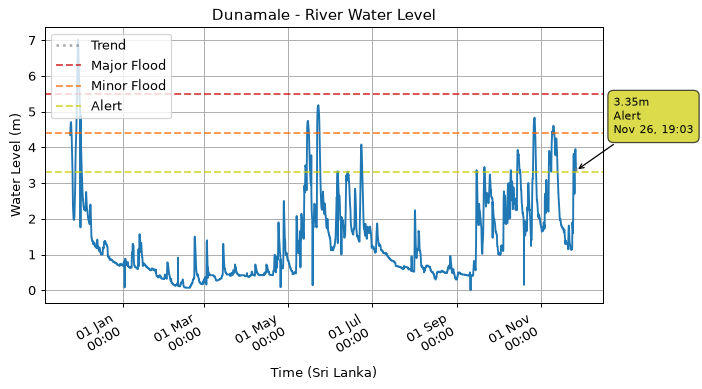 Dunamale - River Water Level
Trend
Major Flood
Minor Flood
Alert
3.35m
Alert
Nov 26, 19:03
Water Level (m)
7
6
5
4
3
2
1
0
01 Jan
00:00
01 Mar
00:00
01 May
00:00
01 Jul
00:00
01 Sep
00:00
01 Nov
00:00
Time (Sri Lanka)